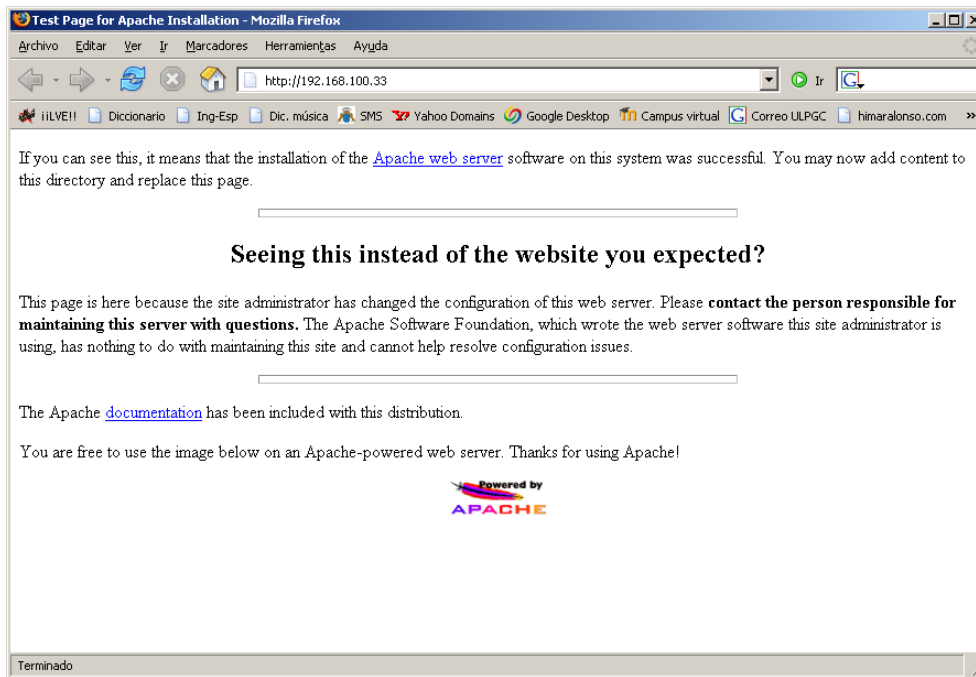 Test Page for Apache Installation - Mozilla Firefox
Archivo Editar Ver Ir Marcadores Herramientas Ayuda
http://192.168.100.33 Ir G
¡¡LVE!! Diccionario Ing-Esp Dic. música SMS Y? Yahoo Domains Google Desktop Campus virtual G Correo ULPGC himaralonso.com »
If you can see this, it means that the installation of the Apache web server software on this system was successful. You may now add content to
this directory and replace this page.
Seeing this instead of the website you expected?
This page is here because the site administrator has changed the configuration of this web server. Please contact the person responsible for
maintaining this server with questions. The Apache Software Foundation, which wrote the web server software this site administrator is
using, has nothing to do with maintaining this site and cannot help resolve configuration issues.
The Apache documentation has been included with this distribution.
You are free to use the image below on an Apache-powered web server. Thanks for using Apache!
Powered by
APACHE
Terminado